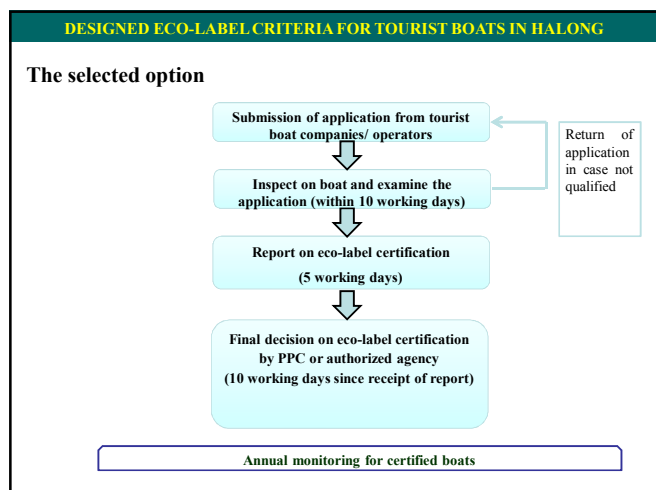 DESIGNED ECO-LABEL CRITERIA FOR TOURIST BOATS IN HALONG
The selected option
Submission of application from tourist
boat companies/ operators
Return of
application
in case not
qualified
Inspect on boat and examine the
application (within 10 working days)
Report on eco-label certification
(5 working days)
Final decision on eco-label certification
by PPC or authorized agency
(10 working days since receipt of report)
Annual monitoring for certified boats